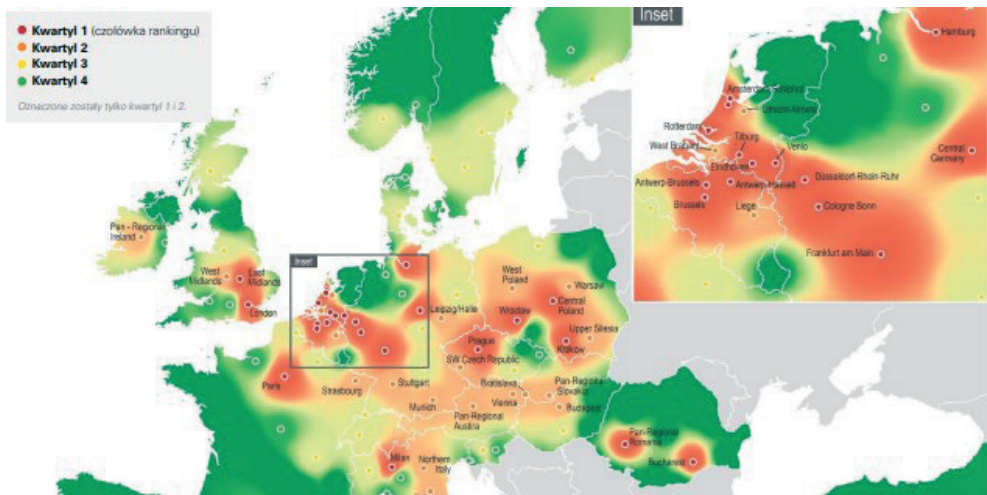 Kwartyl 1 (czołówka rankingu)
Kwartyl 2
Kwartyl 3
Kwartyl 4
Oznaczone zostały tylko kwartyl 1 i 2.
Pan - Regional
Ireland
West
Midlands
East
Midlands
London
Inset
Paris
Strasbourg
Leipzig/Halle
Stuttgart
Munich
Milan
Northern
Italy
West
Poland
Warsaw
Central
Poland
Wrocław
Upper Silesia
Kraków
Prague
SW Czech Republic
Bratislava
Vienna
Pan-Regional
Slovakia
Budapest
Pan-Regional
Austria
Pan-Regional
Romania
Bucharest
Inset
Hamburg
Amsterdam-Schiphol
Utrecht-Almere
Rotterdam
West Brabant
Tilburg
Venlo
Eindhoven
Central
Germany
Antwerp-Brussels
Antwerp-Hasselt
Düsseldorf-Rhein-Ruhr
Brussels
Liege
Cologne Bonn
Frankfurt am Main